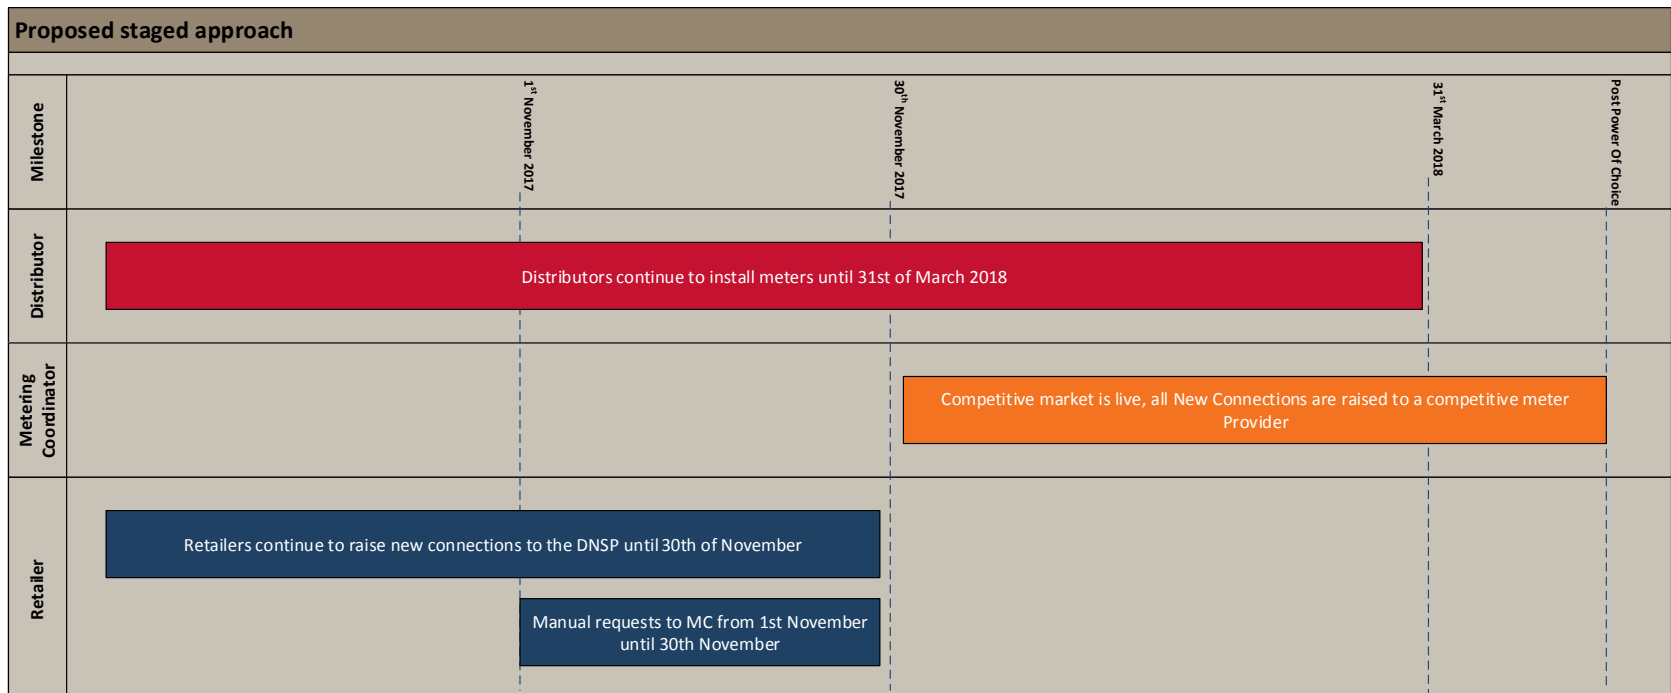 Proposed staged approach
Milestone
1st November 2017
30th November 2017
31st March 2018
Post Power Of Choice
Distributor
Distributors continue to install meters until 31st of March 2018
Metering
Coordinator
Competitive market is live, all New Connections are raised to a competitive meter
Provider
Retailer
Retailers continue to raise new connections to the DNSP until 30th of November
Manual requests to MC from 1st November
until 30th November